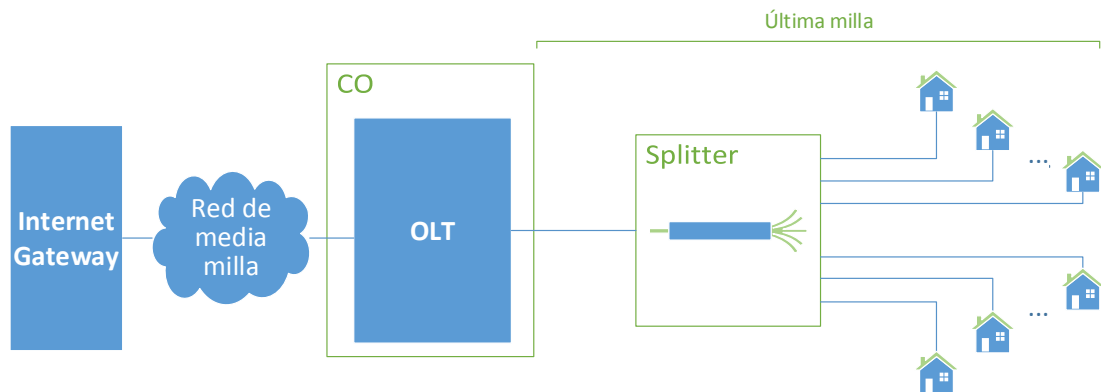 Última milla
CO
Splitter
...
Internet
Gateway
Red de
media
milla
OLT
...